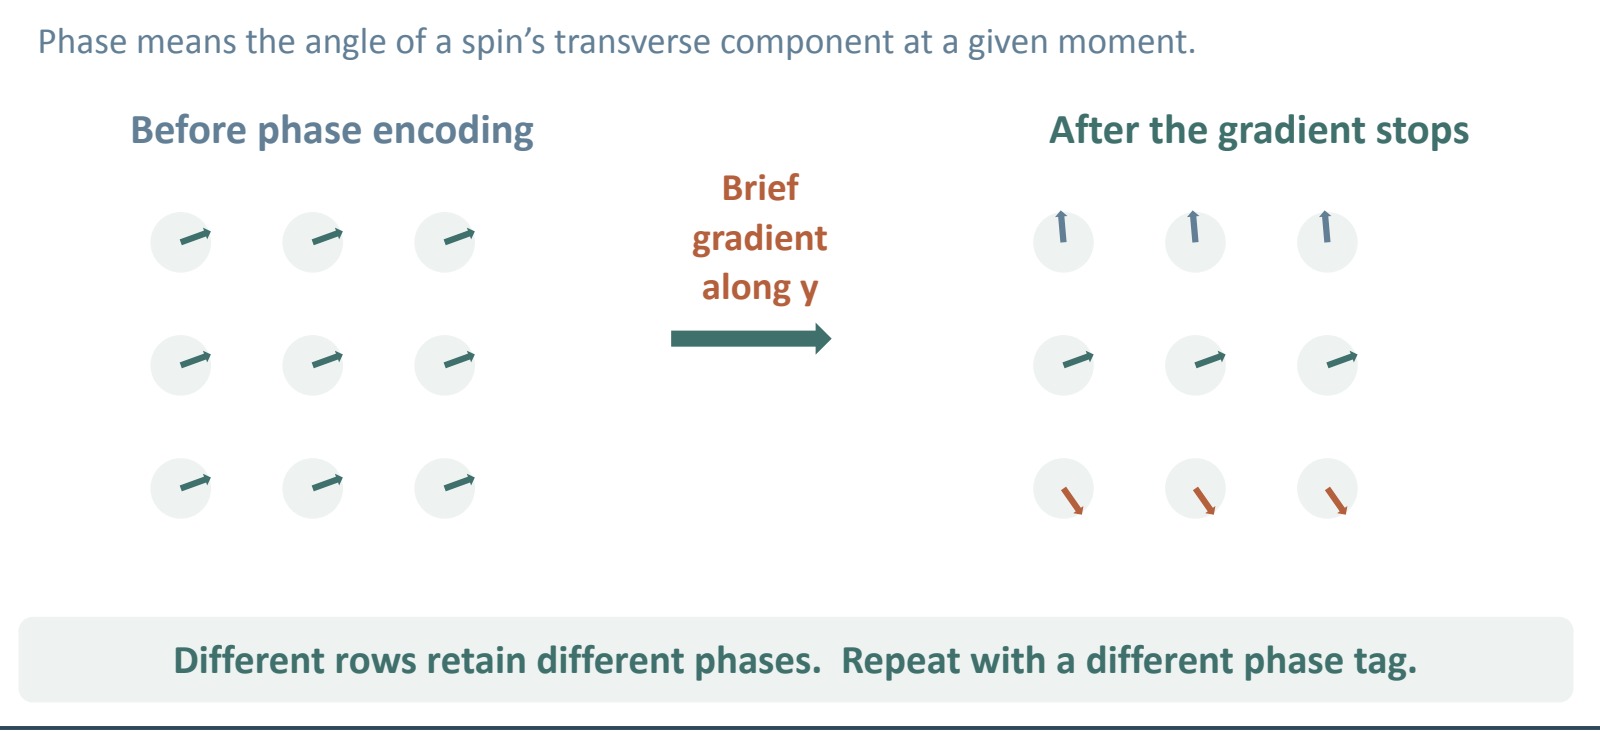 Phase means the angle of a spin’s transverse component at a given moment.
Before phase encoding
After the gradient stops
Brief
gradient
along y
Different rows retain different phases.  Repeat with a different phase tag.